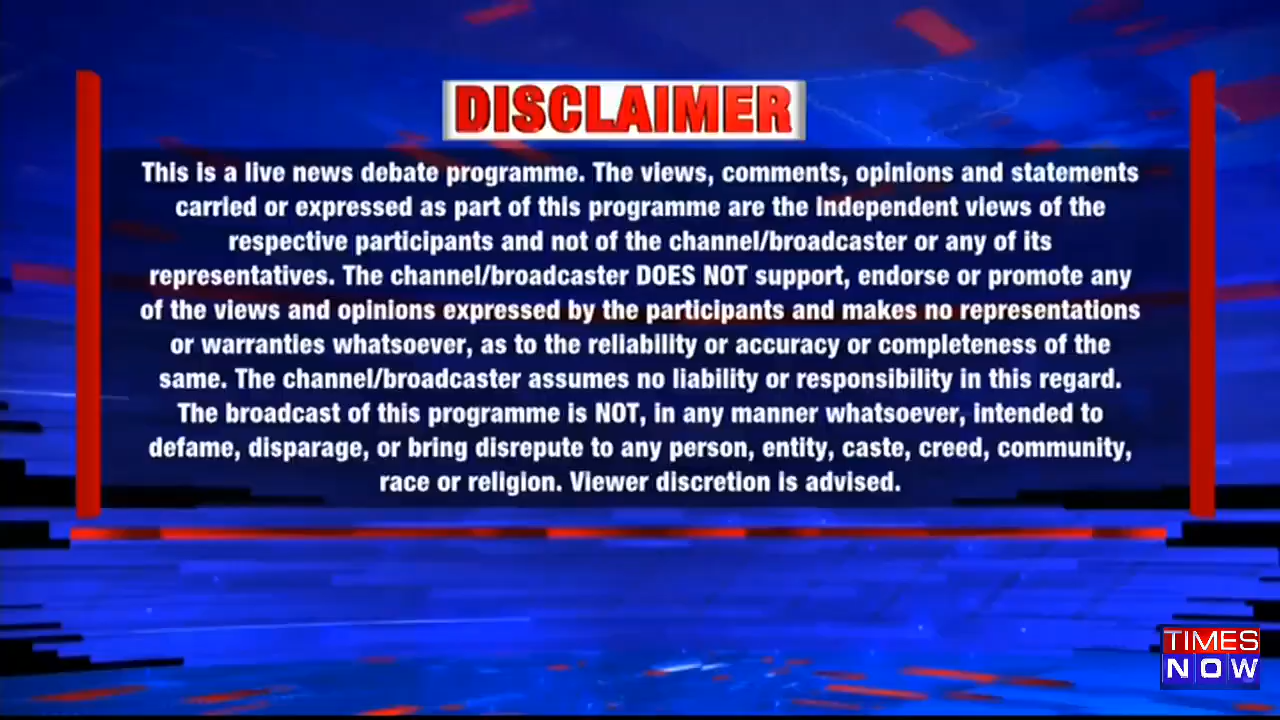 DISCLAIMER
This is a live news debate programme. The views, comments, opinions and statements
carried or expressed as part of this programme are the independent views of the
respective participants and not of the channel/broadcaster or any of its
representatives. The channel/broadcaster DOES NOT support, endorse or promote any
of the views and opinions expressed by the participants and makes no representations
or warranties whatsoever, as to the reliability or accuracy or completeness of the
same. The channel/broadcaster assumes no liability or responsibility in this regard.
The broadcast of this programme is NOT, in any manner whatsoever, intended to
defame, disparage, or bring disrepute to any person, entity, caste, creed, community,
race or religion. Viewer discretion is advised.
TIMES
NOW